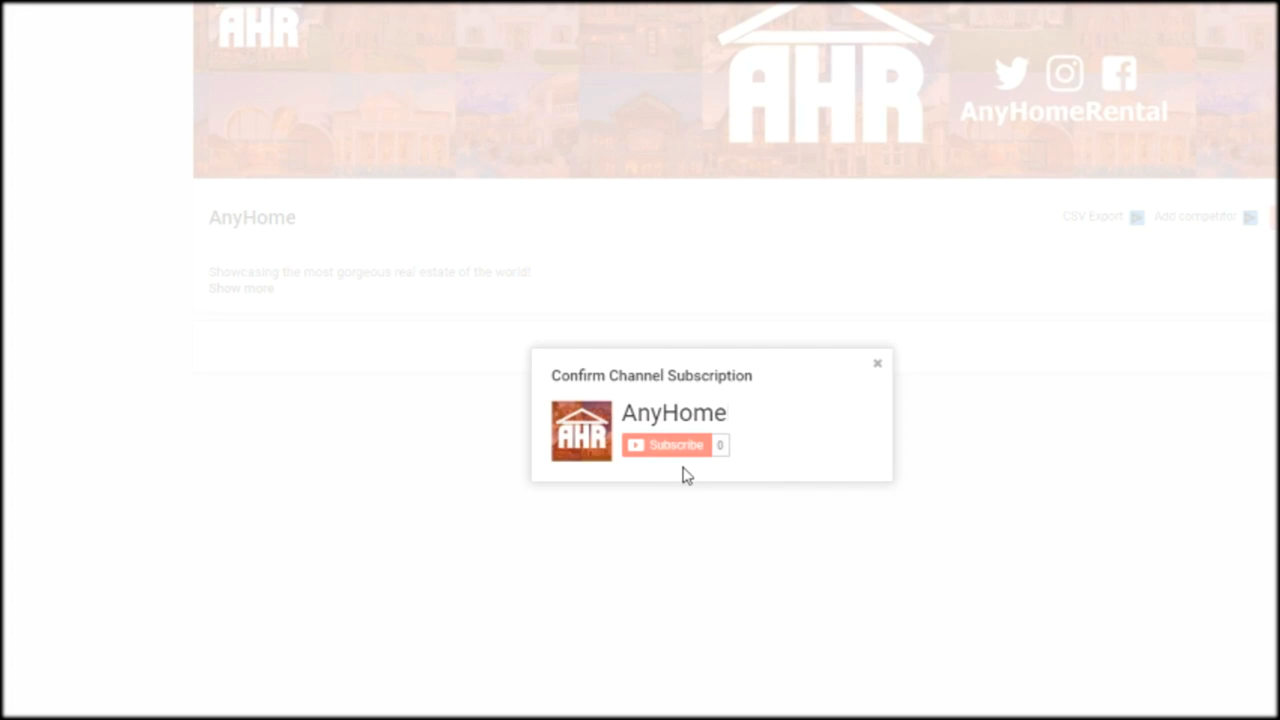 AHR
AHR
AnyHomeRental
AnyHome
CSV Export
Add competitor
Showcasing the most gorgeous real estate of the world!
Show more
Confirm Channel Subscription
AHR
AnyHome
Subscribe 0